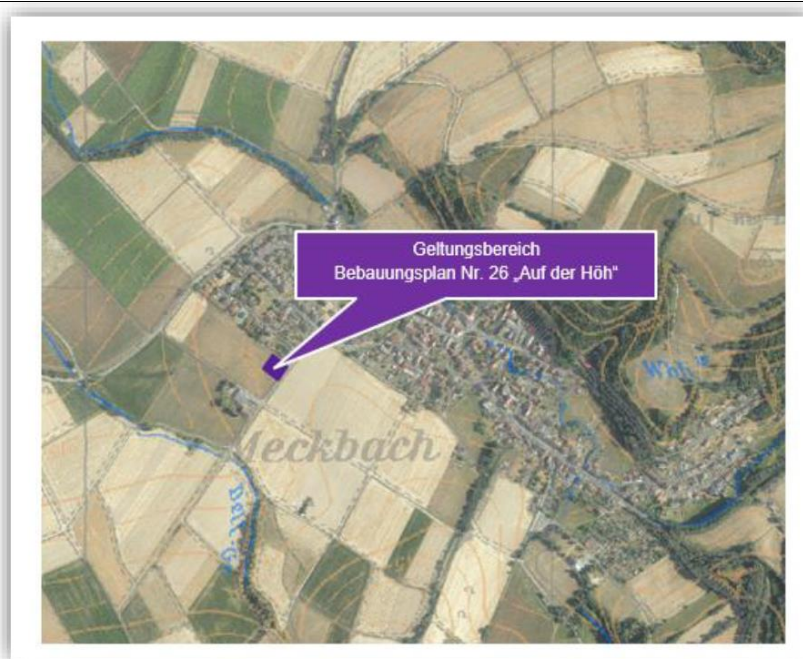 Geltungsbereich
Bebauungsplan Nr. 26 „Auf der Höh“
Meckbach